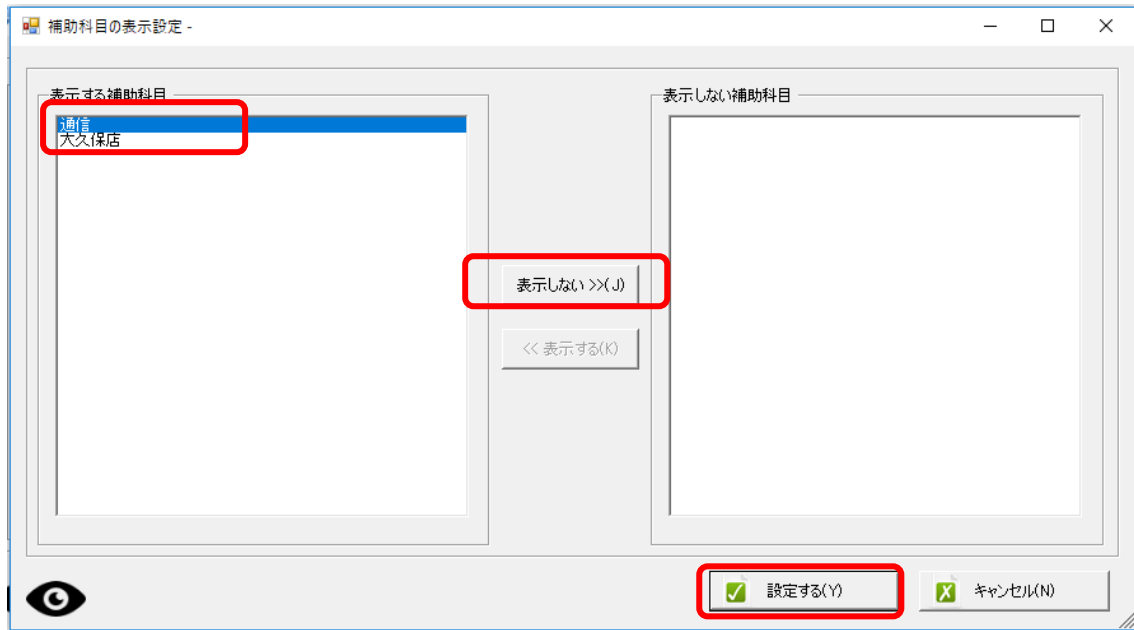 補助科目の表示設定 -
表示する補助科目
通信
大久保店
表示しない >>(J)
<< 表示する(K)
表示しない補助科目
設定する(Y)
キャンセル(N)